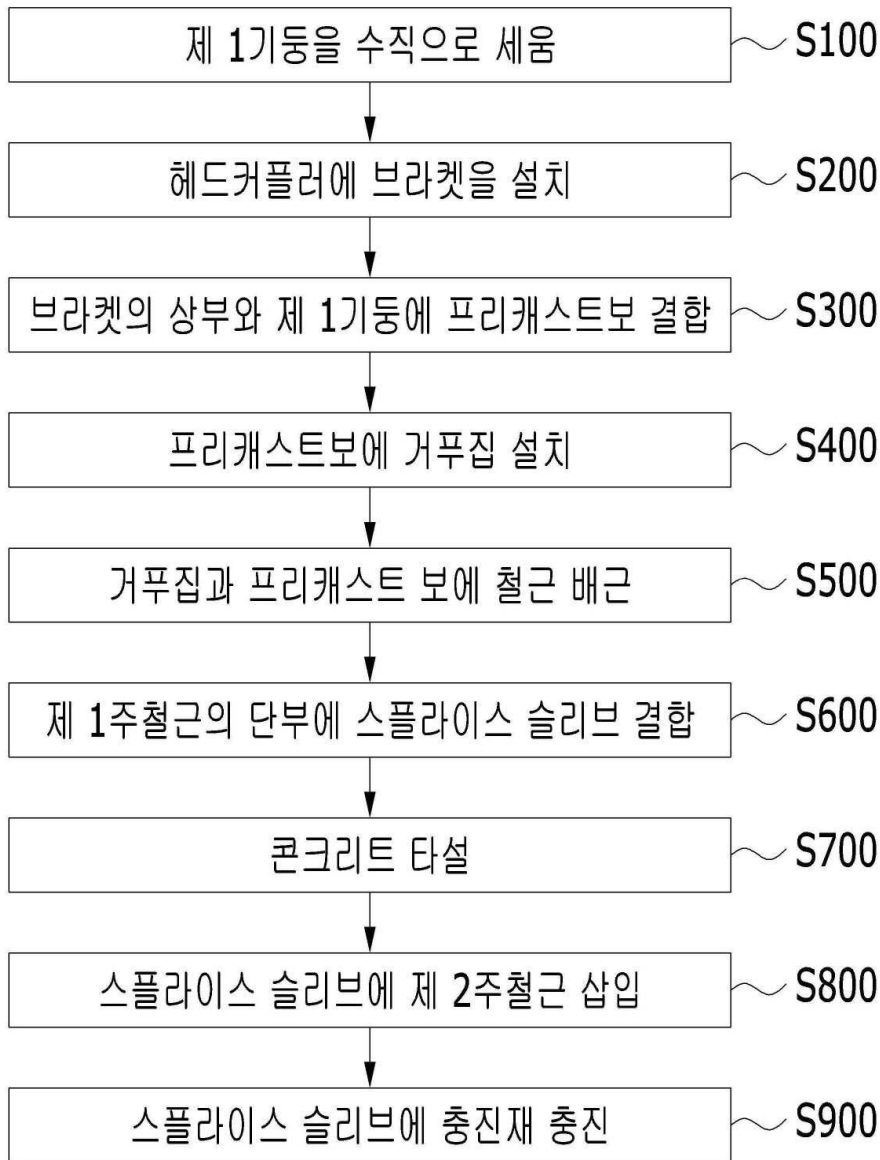 제 1기둥을 수직으로 세움 S100
헤드커플러에 브라켓을 설치 S200
브라켓의 상부와 제 1기둥에 프리캐스트보 결합 S300
프리캐스트보에 거푸집 설치 S400
거푸집과 프리캐스트 보에 철근 배근 S500
제 1주철근의 단부에 스플라이스 슬리브 결합 S600
콘크리트 타설 S700
스플라이스 슬리브에 제 2주철근 삽입 S800
스플라이스 슬리브에 충진재 충진 S900